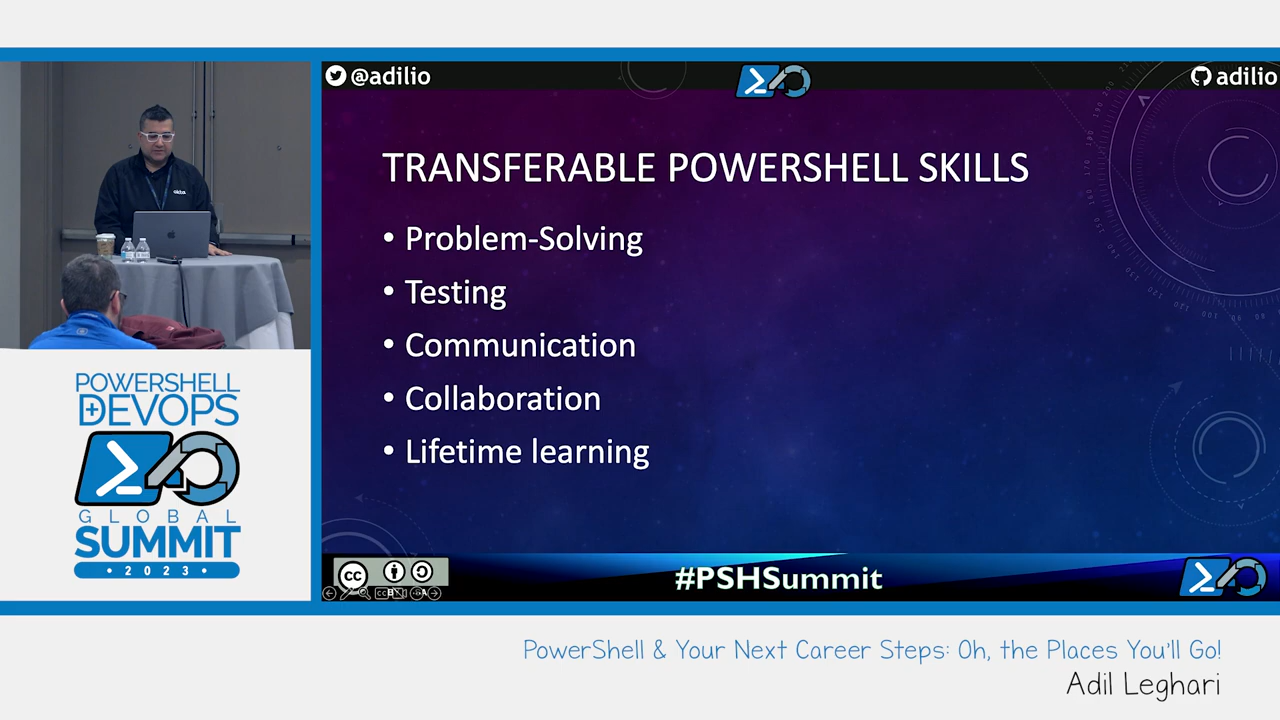 @adilio
adilio
TRANSFERABLE POWERSHELL SKILLS
• Problem-Solving
• Testing
• Communication
• Collaboration
• Lifetime learning
#PSHSummit
okta
POWERSHELL
DEVOPS
GLOBAL
SUMMIT
• 2023 •
PowerShell & Your Next Career Steps: Oh, the Places You'll Go!
Adil Leghari